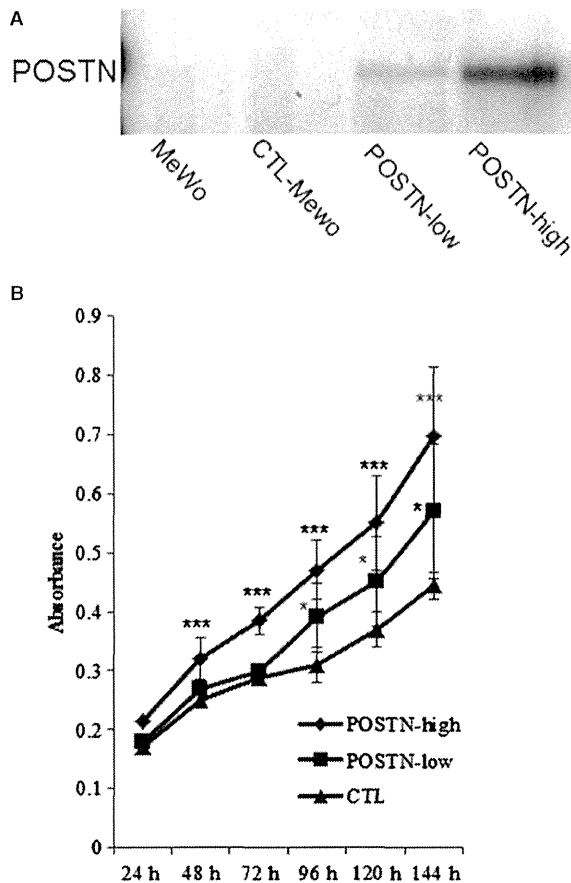 A
POSTN
MeWo
CTL-Mewo
POSTN-low
POSTN-high
B
0.9
0.8
0.7
0.6
0.5
0.4
0.3
0.2
0.1
0
Absorbance
***
***
***
***
***
*
*
*
POSTN-high
POSTN-low
CTL
24 h 48 h 72 h 96 h 120 h 144 h